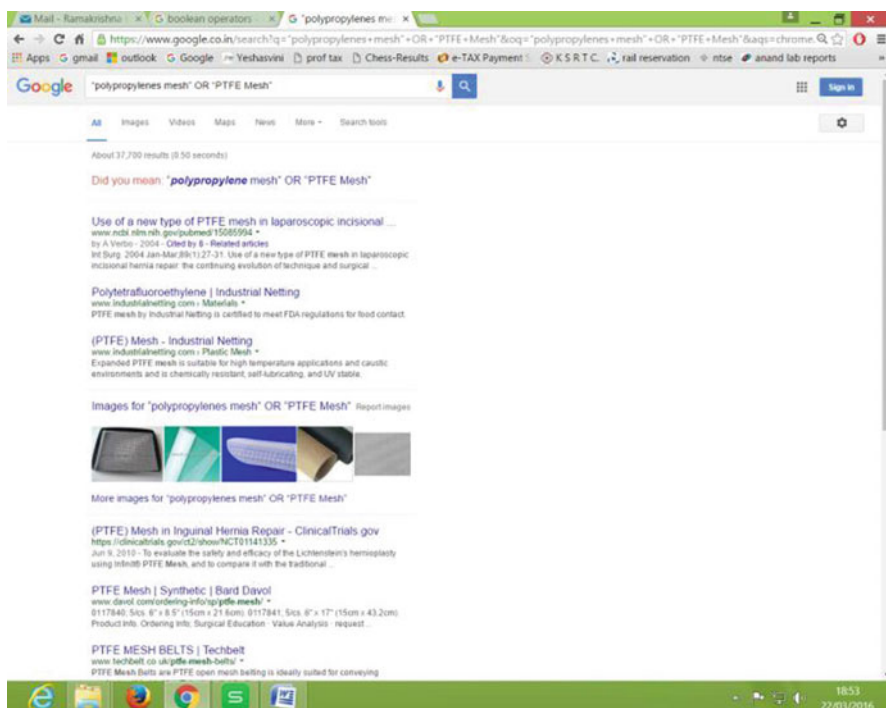 Mail - Ramakrishna
boolean operators
"polypropylenes me
https://www.google.co.in/search?q="polypropylenes+mesh"+OR+"PTFE+Mesh"&oq="polypropylenes+mesh"+OR+"PTFE+Mesh"&aqs=chrome.
Apps gmail outlook Google Yeshasvini prof tax Chess-Results e-TAX Payment K S R T C. rail reservation ntse anand lab reports
Google "polypropylenes mesh" OR "PTFE Mesh" Sign in
All Images Videos Maps News More Search tools
About 37,700 results (0.50 seconds)
Did you mean: "polypropylene mesh" OR "PTFE Mesh"
Use of a new type of PTFE mesh in laparoscopic incisional ...
www.ncbi.nlm.nih.gov/pubmed/15085994
by A Verbo - 2004 - Cited by 8 - Related articles
Int Surg. 2004 Jan-Mar;89(1):27-31. Use of a new type of PTFE mesh in laparoscopic
incisional hernia repair: the continuing evolution of technique and surgical ...
Polytetrafluoroethylene | Industrial Netting
www.industrialnetting.com › Materials
PTFE mesh by Industrial Netting is certified to meet FDA regulations for food contact.
(PTFE) Mesh - Industrial Netting
www.industrialnetting.com › Plastic Mesh
Expanded PTFE mesh is suitable for high temperature applications and caustic
environments and is chemically resistant, self-lubricating, and UV stable.
Images for "polypropylenes mesh" OR "PTFE Mesh" Report images
More images for "polypropylenes mesh" OR "PTFE Mesh"
(PTFE) Mesh in Inguinal Hernia Repair - ClinicalTrials.gov
https://clinicaltrials.gov/ct2/show/NCT01141335
Jun 9, 2010 - To evaluate the safety and efficacy of the Lichtenstein's hernioplasty
using Infinit® PTFE Mesh, and to compare it with the traditional ...
PTFE Mesh | Synthetic | Bard Davol
www.davol.com/ordering-info/sp/ptfe-mesh/
0117840; 5/cs. 6" x 8.5" (15cm x 21.6cm). 0117841; 5/cs. 6" x 17" (15cm x 43.2cm).
Product Info. Ordering Info; Surgical Education · Value Analysis · request...
PTFE MESH BELTS | Techbelt
www.techbelt.co.uk/ptfe-mesh-belts/
PTFE Mesh Belts are PTFE open mesh belting is ideally suited for conveying
18:53
22/03/2016